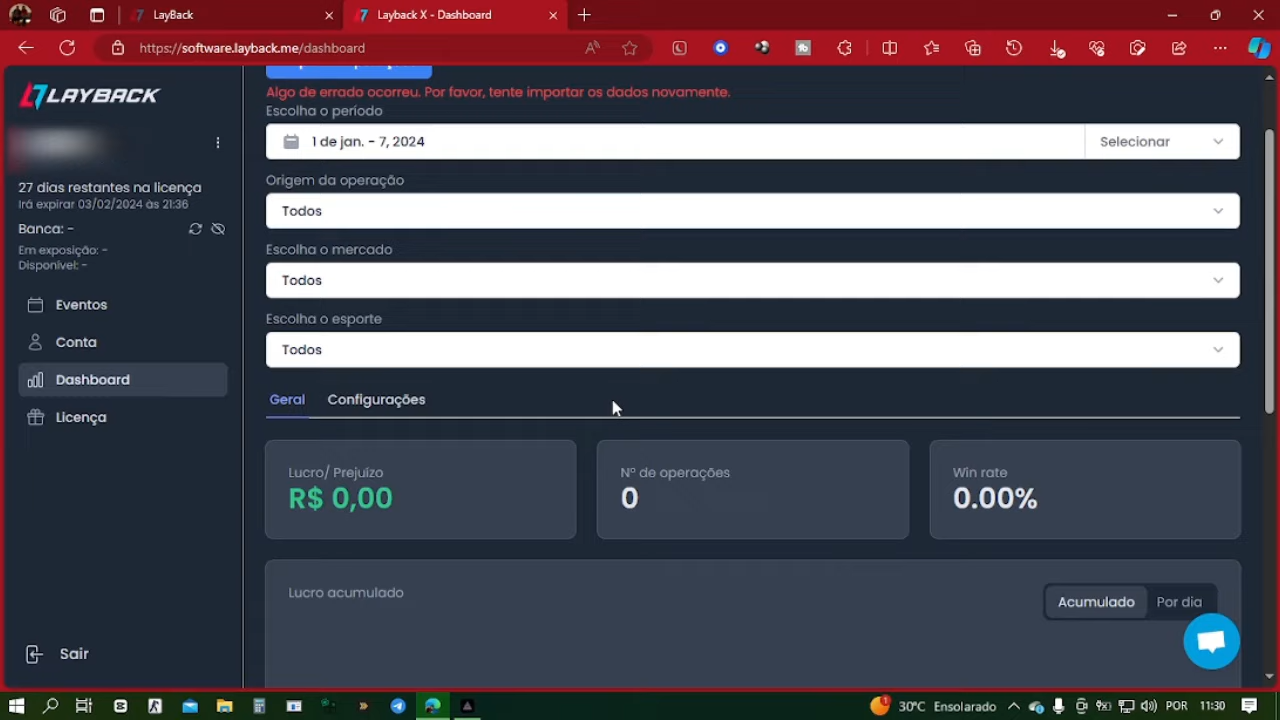 LayBack
Layback X - Dashboard
https://software.layback.me/dashboard
LAYBACK
27 dias restantes na licença
Irá expirar 03/02/2024 às 21:36
Banca: -
Em exposição: -
Disponível: -
Eventos
Conta
Dashboard
Licença
Sair
Algo de errado ocorreu. Por favor, tente importar os dados novamente.
Escolha o período
1 de jan. - 7, 2024
Selecionar
Origem da operação
Todos
Escolha o mercado
Todos
Escolha o esporte
Todos
Geral Configurações
Lucro/ Prejuízo
R$ 0,00
Nº de operações
0
Win rate
0.00%
Lucro acumulado
Acumulado Por dia
30°C Ensolarado
POR
11:30